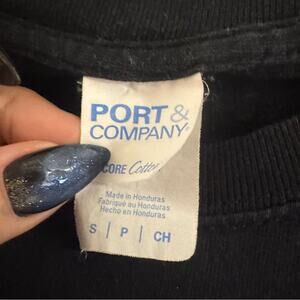 PORT &
COMPANY®
CORE Cotton
Made in Honduras
Fabriqué au Honduras
Hecho en Honduras
S | P | CH